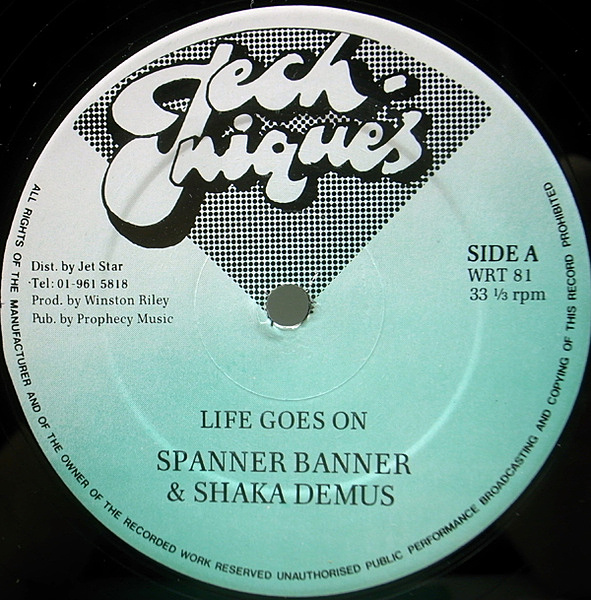 Tech-
niques
Dist. by Jet Star
Tel: 01-961 5818
Prod. by Winston Riley
Pub. by Prophecy Music
SIDE A
WRT 81
33 ⅓ rpm
LIFE GOES ON
SPANNER BANNER
& SHAKA DEMUS
ALL RIGHTS OF THE MANUFACTURER AND OF THE OWNER OF THE RECORDED WORK RESERVED UNAUTHORISED PUBLIC PERFORMANCE BROADCASTING AND COPYING OF THIS RECORD PROHIBITED